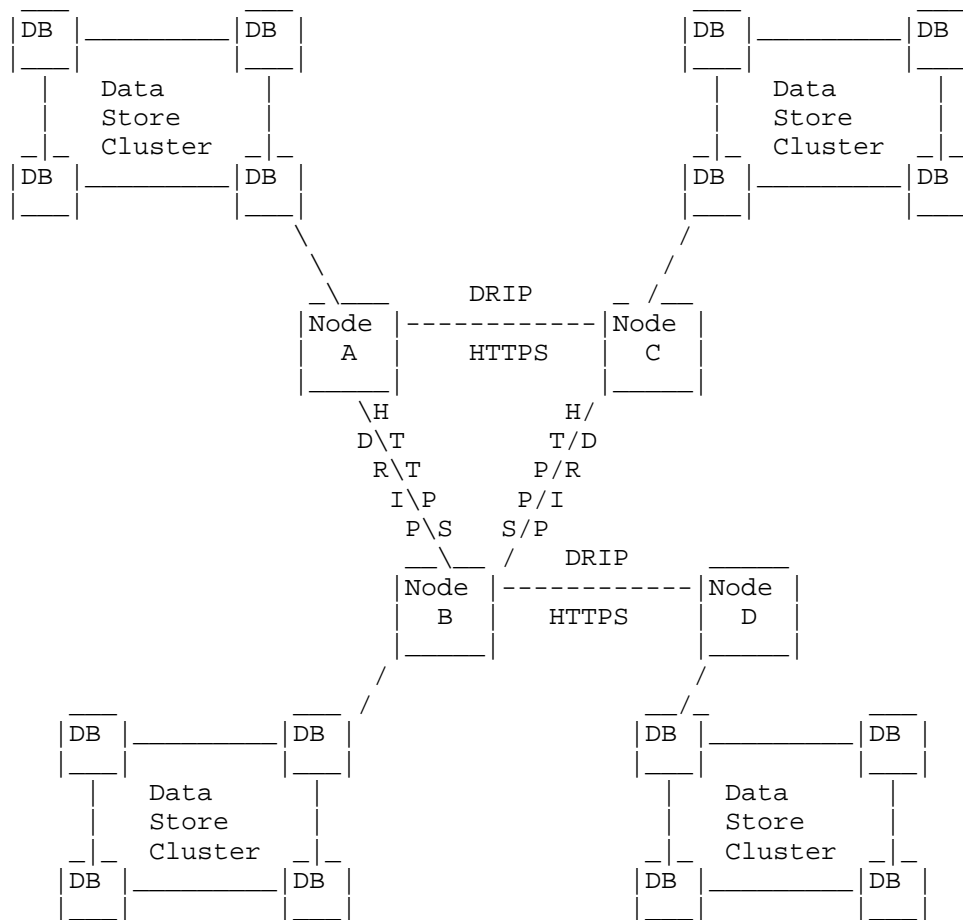 DB DB DB DB
Data Data
Store Store
Cluster Cluster
DB DB DB DB
DRIP
Node Node
A HTTPS C
H H
D T T D
R T P R
I P P I
P S S P
DRIP
Node Node
B HTTPS D
DB DB DB DB
Data Data
Store Store
Cluster Cluster
DB DB DB DB